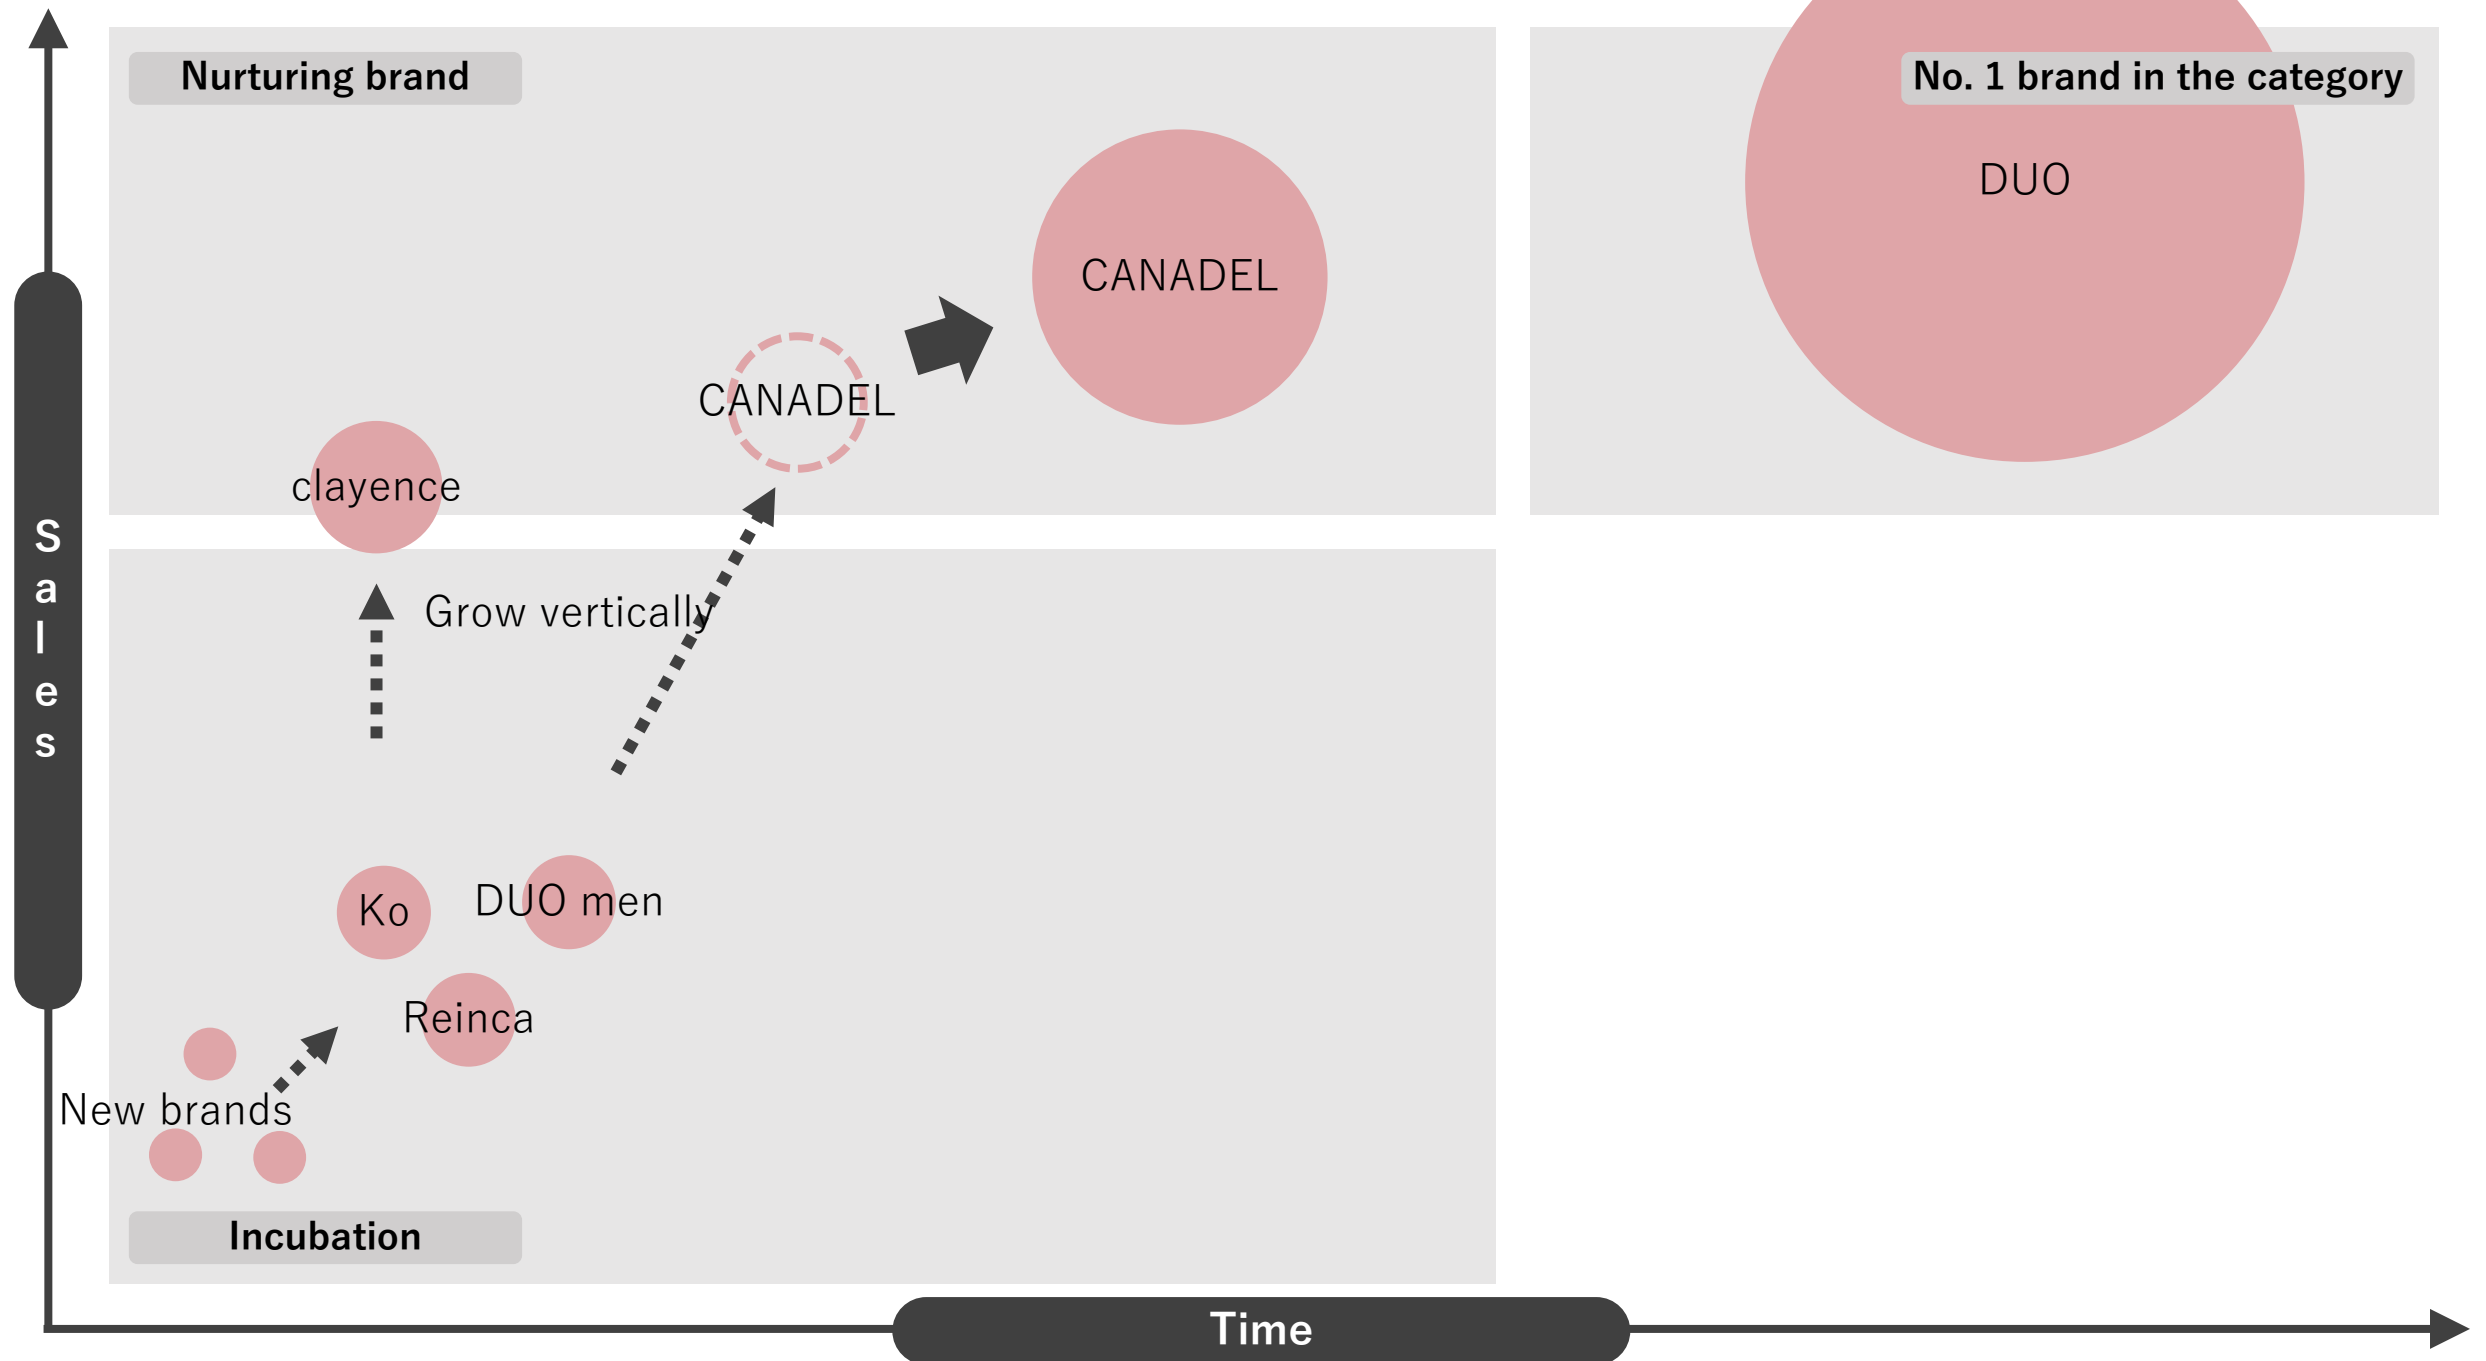 Nurturing brand
No. 1 brand in the category
DUO
CANADEL
CANADEL
clayence
Sales
Grow vertically
Ko
DUO men
Reinca
New brands
Incubation
Time